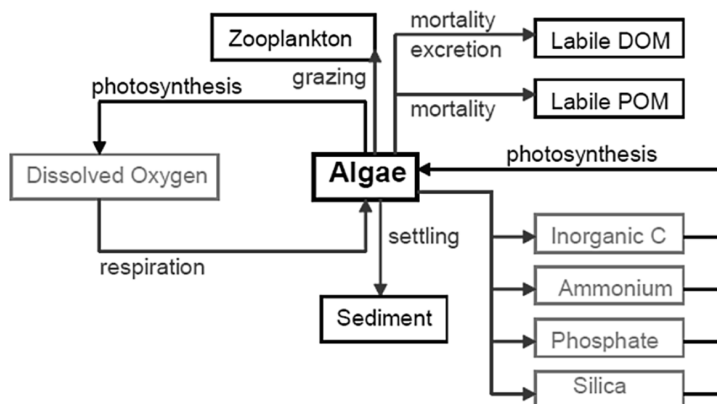 Zooplankton
mortality
excretion
Labile DOM
grazing
photosynthesis
mortality
Labile POM
Dissolved Oxygen
Algae
photosynthesis
respiration
settling
Inorganic C
Ammonium
Sediment
Phosphate
Silica